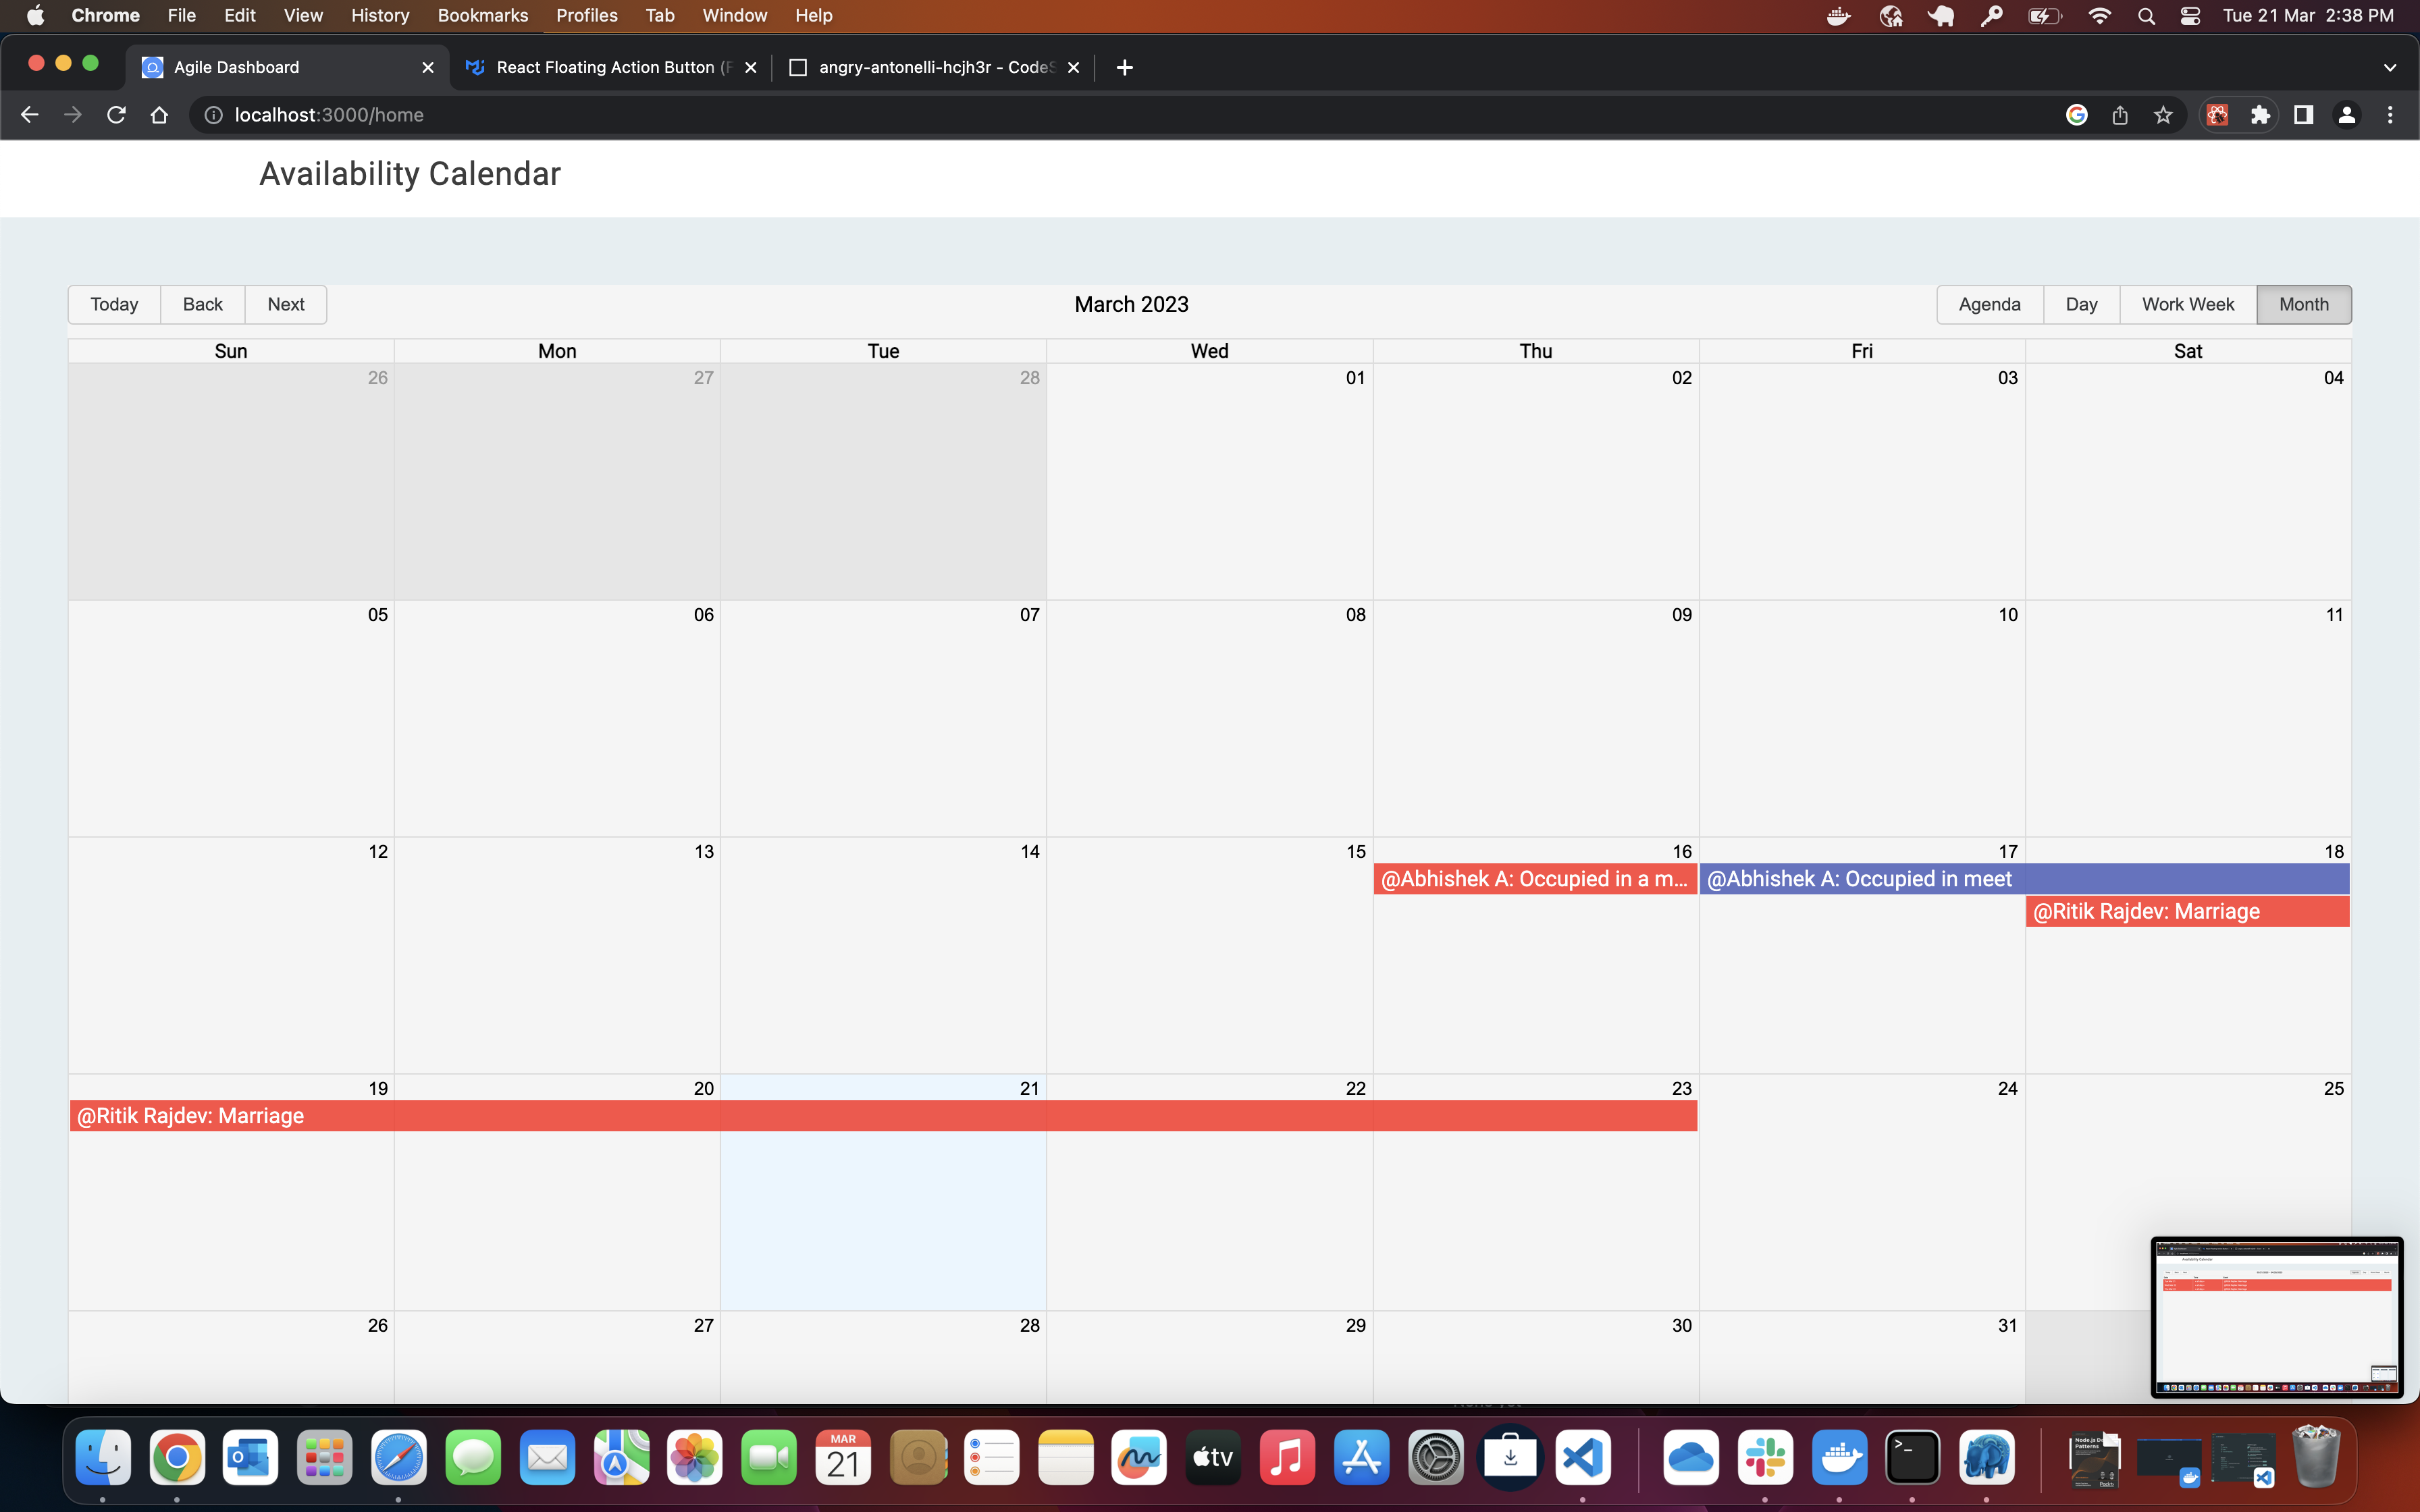 Chrome File Edit View History Bookmarks Profiles Tab Window Help Tue 21 Mar 2:38 PM
Agile Dashboard React Floating Action Button ( angry-antonelli-hcjh3r - Code
localhost:3000/home
Availability Calendar
Today Back Next March 2023 Agenda Day Work Week Month
Sun Mon Tue Wed Thu Fri Sat
26 27 28 01 02 03 04
05 06 07 08 09 10 11
12 13 14 15 16 17 18
@Abhishek A: Occupied in a m... @Abhishek A: Occupied in meet
@Ritik Rajdev: Marriage
19 20 21 22 23 24 25
@Ritik Rajdev: Marriage
26 27 28 29 30 31
MAR
21
tv